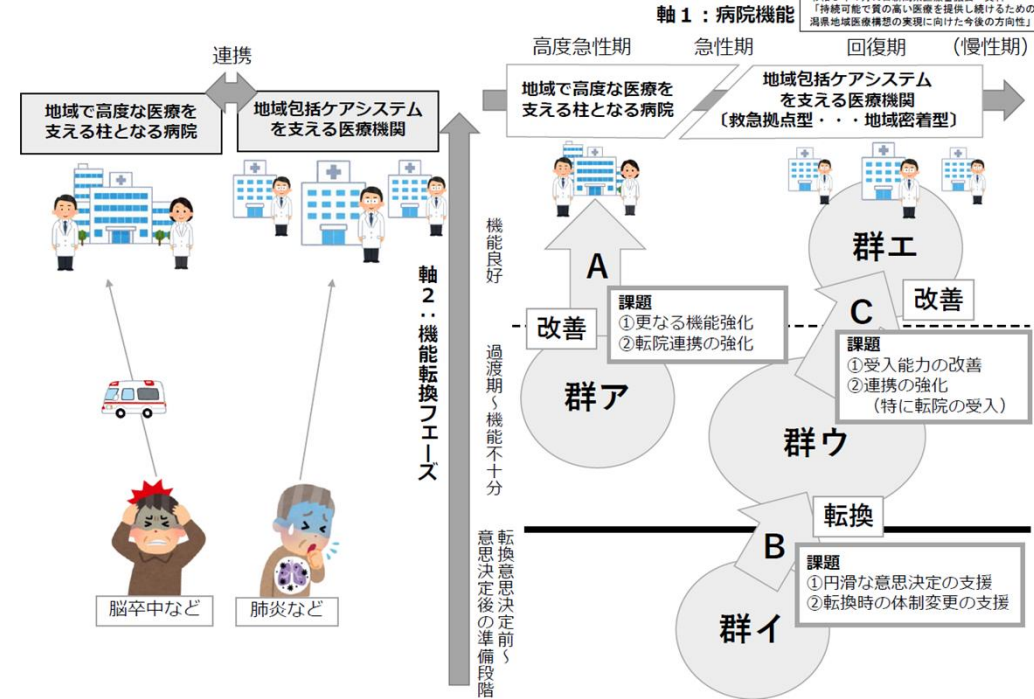 「持続可能で質の高い医療を提供し続けるための
潟県地域医療構想の実現に向けた今後の方向性」
軸1:病院機能
高度急性期
急性期
回復期
(慢性期)
連携
地域で高度な医療を
支える柱となる病院
地域包括ケアシステム
を支える医療機関
地域で高度な医療を
支える柱となる病院
地域包括ケアシステム
を支える医療機関
〔救急拠点型・・・地域密着型〕
軸2:機能転換フェーズ
機能良好
過渡期~機能不十分
転換意思決定前~
意思決定後の準備段階
群エ
A
改善
課題
①更なる機能強化
②転院連携の強化
群ア
C
改善
課題
①受入能力の改善
②連携の強化
(特に転院の受入)
群ウ
転換
B
課題
①円滑な意思決定の支援
②転換時の体制変更の支援
群イ
脳卒中など
肺炎など